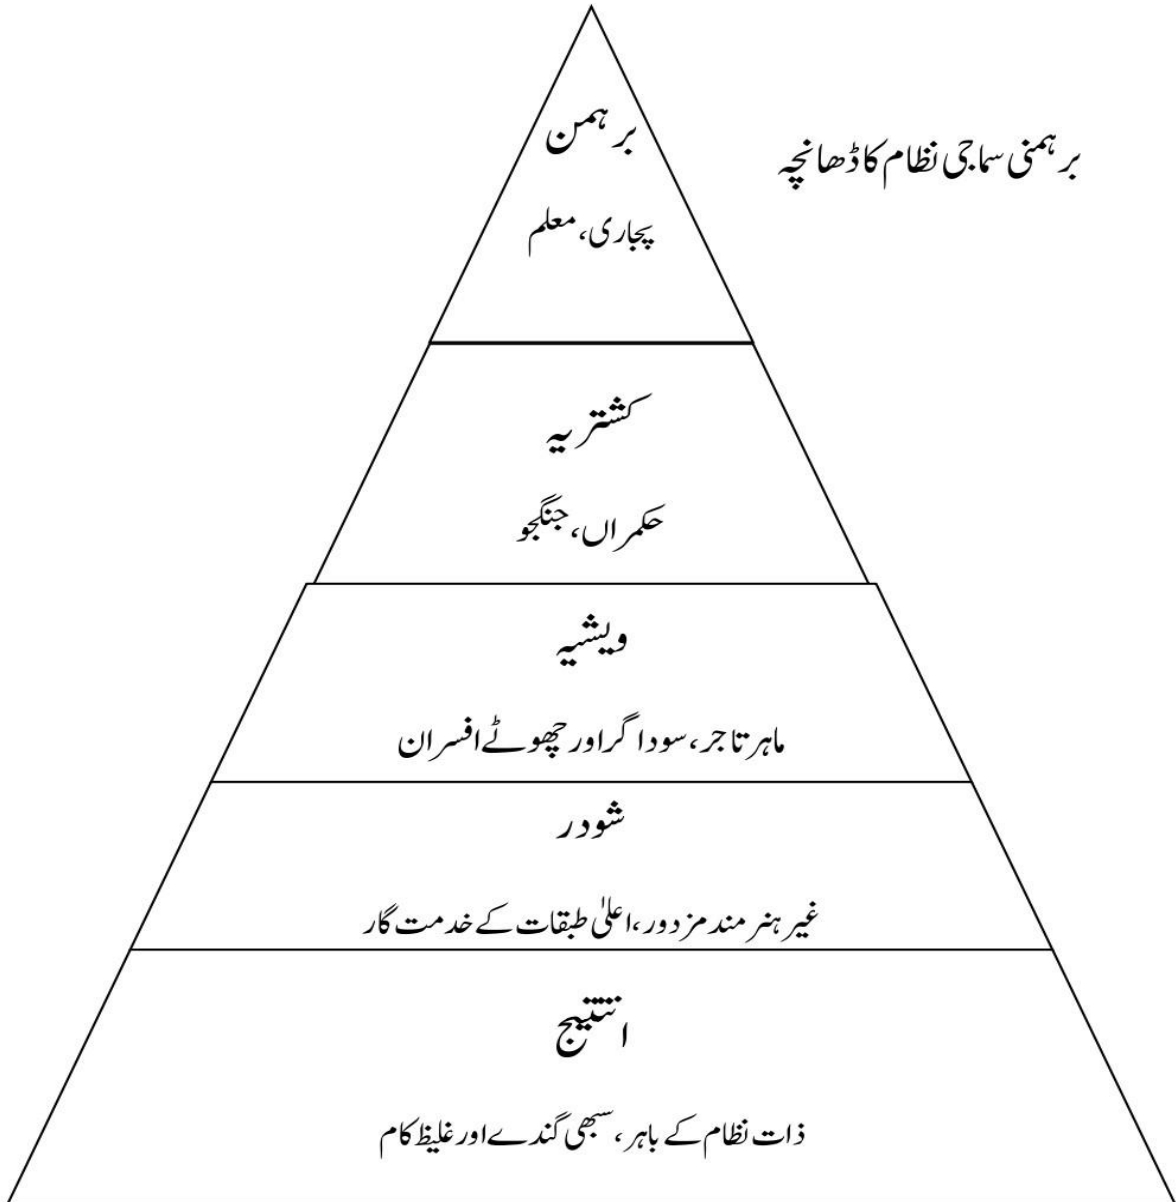 برہمنی سماجی نظام کا ڈھانچہ
برہمن
پجاری، معلم
کشتریہ
حکمراں، جنگجو
ویشیہ
ماہر تاجر، سوداگر اور چھوٹے افسران
شودر
غیر ہنر مند مزدور، اعلیٰ طبقات کے خدمت گار
انتیج
ذات نظام کے باہر، سبھی گندے اور غلیظ کام